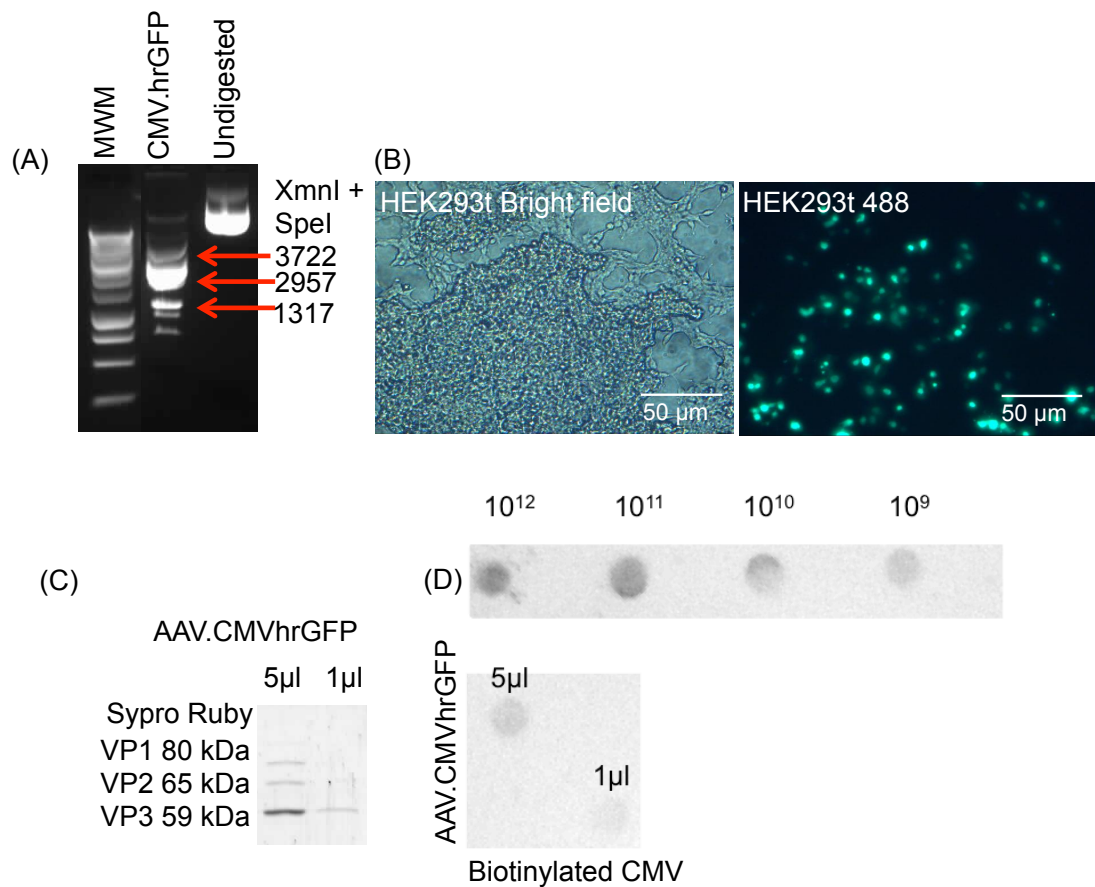 (A)
MWM
CMV.hrGFP
Undigested
XmnI +
SpeI
3722
2957
1317
(B)
HEK293t Bright field
50 µm
HEK293t 488
50 µm
(C)
AAV.CMVhrGFP
5µl 1µl
Sypro Ruby
VP1 80 kDa
VP2 65 kDa
VP3 59 kDa
(D)
10¹² 10¹¹ 10¹⁰ 10⁹
AAV.CMVhrGFP
5µl
1µl
Biotinylated CMV